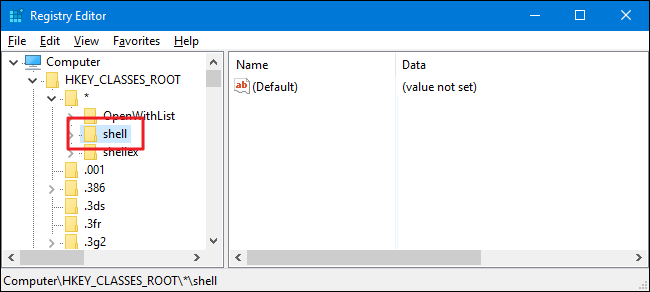 Registry Editor
File Edit View Favorites Help
Computer
HKEY_CLASSES_ROOT
*
OpenWithList
shell
shellex
.001
.386
.3ds
.3fr
.3g2
Name Data
ab (Default) (value not set)
Computer\HKEY_CLASSES_ROOT\*\shell